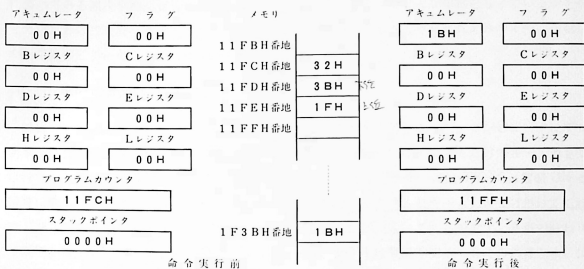 アキュムレータ フラグ
00H 00H
Bレジスタ Cレジスタ
00H 00H
Dレジスタ Eレジスタ
00H 00H
Hレジスタ Lレジスタ
00H 00H
プログラムカウンタ
11FCH
スタックポインタ
0000H
命令実行前
メモリ
11FBH番地
11FCH番地 32H
11FDH番地 3BH 下位
11FEH番地 1FH 上位
11FFH番地
1F3BH番地 1BH
アキュムレータ フラグ
1BH 00H
Bレジスタ Cレジスタ
00H 00H
Dレジスタ Eレジスタ
00H 00H
Hレジスタ Lレジスタ
00H 00H
プログラムカウンタ
11FFH
スタックポインタ
0000H
命令実行後